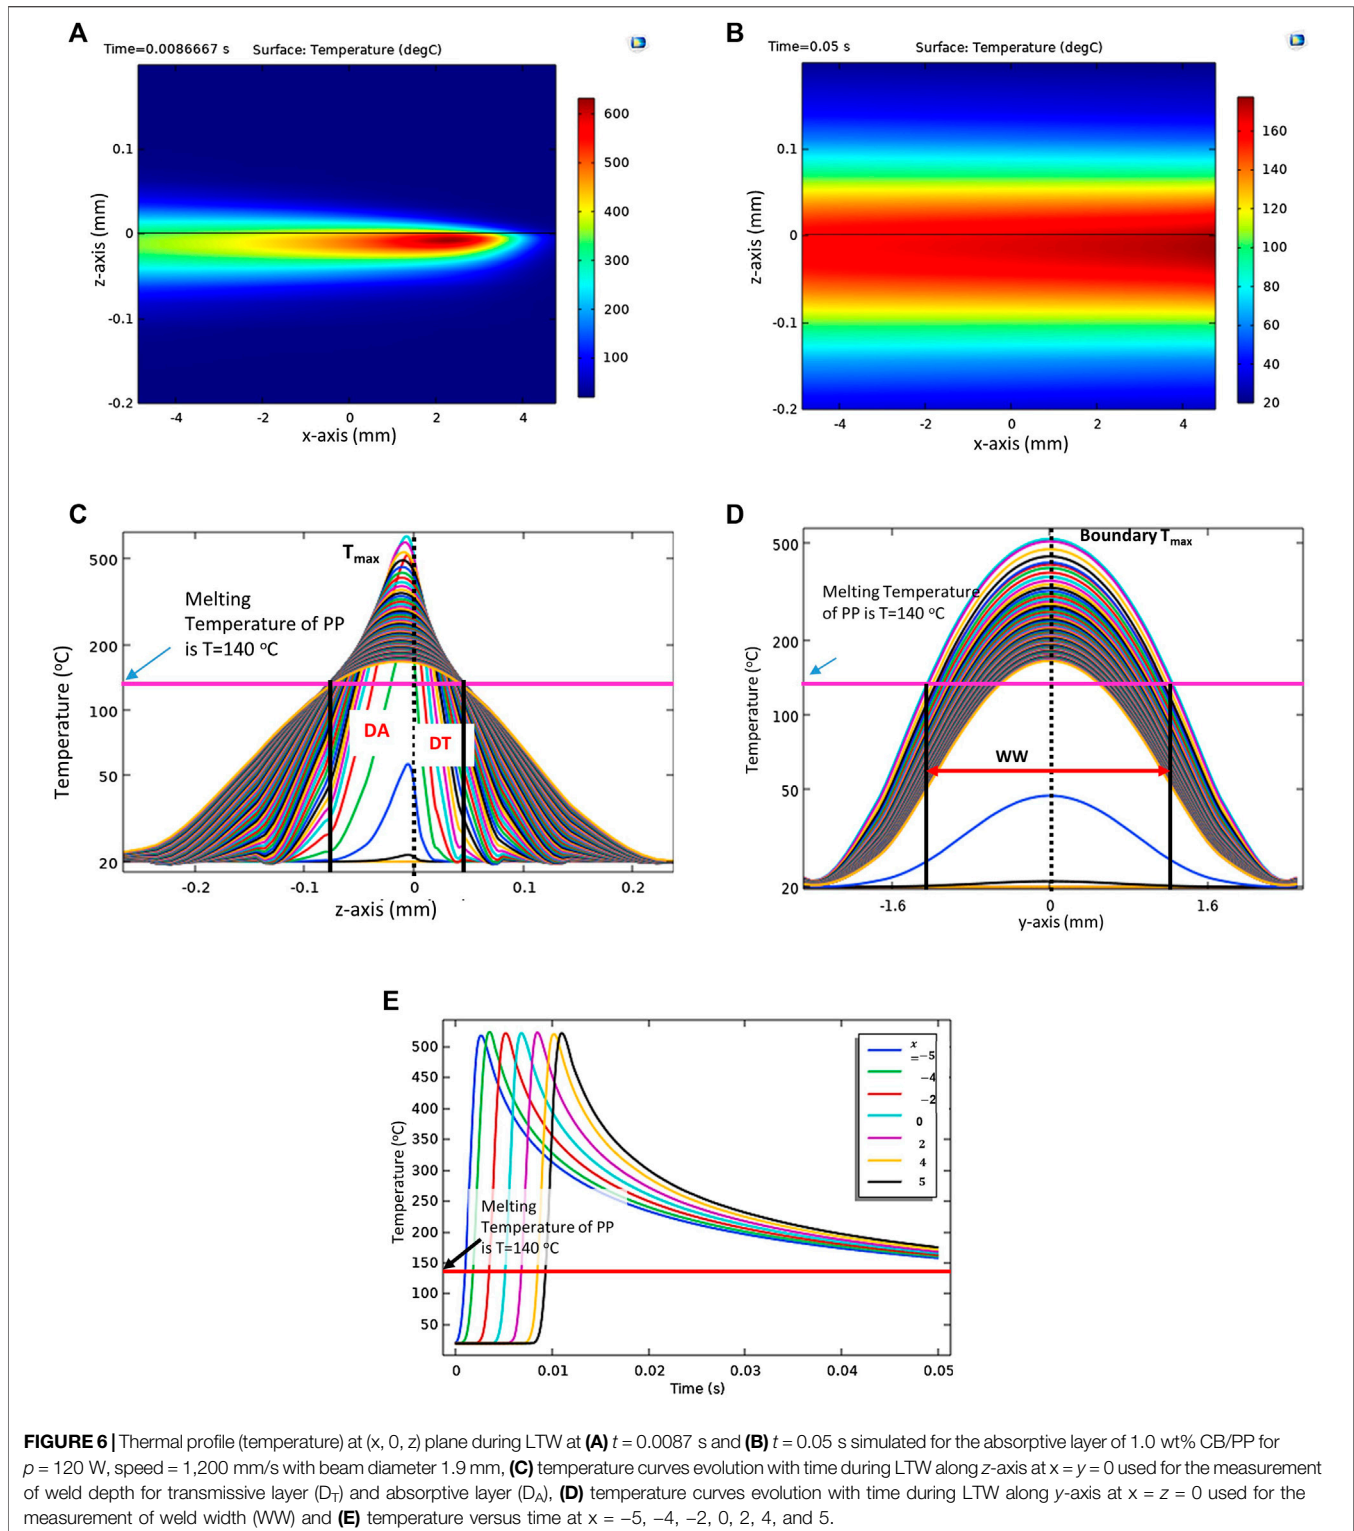 A
Time=0.0086667 s Surface: Temperature (degC)
0.1
0
-0.1
-0.2
z-axis (mm)
-4 -2 0 2 4
x-axis (mm)
600
500
400
300
200
100
B
Time=0.05 s Surface: Temperature (degC)
0.1
0
-0.1
-0.2
z-axis (mm)
-4 -2 0 2 4
x-axis (mm)
160
140
120
100
80
60
40
20
C
500
200
100
50
20
Temperature (°C)
Tmax
Melting
Temperature of PP
is T=140 °C
DA
DT
-0.2 -0.1 0 0.1 0.2
z-axis (mm)
D
500
200
100
50
20
Temperature (°C)
Boundary Tmax
Melting Temperature
of PP is T=140 °C
WW
-1.6 0 1.6
y-axis (mm)
E
500
450
400
350
300
250
200
150
100
50
Temperature (°C)
Melting
Temperature of PP
is T=140 °C
x
=−5
−4
−2
0
2
4
5
0 0.01 0.02 0.03 0.04 0.05
Time (s)
FIGURE 6 | Thermal profile (temperature) at (x, 0, z) plane during LTW at (A) t = 0.0087 s and (B) t = 0.05 s simulated for the absorptive layer of 1.0 wt% CB/PP for
p = 120 W, speed = 1,200 mm/s with beam diameter 1.9 mm, (C) temperature curves evolution with time during LTW along z-axis at x = y = 0 used for the measurement
of weld depth for transmissive layer (DT) and absorptive layer (DA), (D) temperature curves evolution with time during LTW along y-axis at x = z = 0 used for the
measurement of weld width (WW) and (E) temperature versus time at x = −5, −4, −2, 0, 2, 4, and 5.